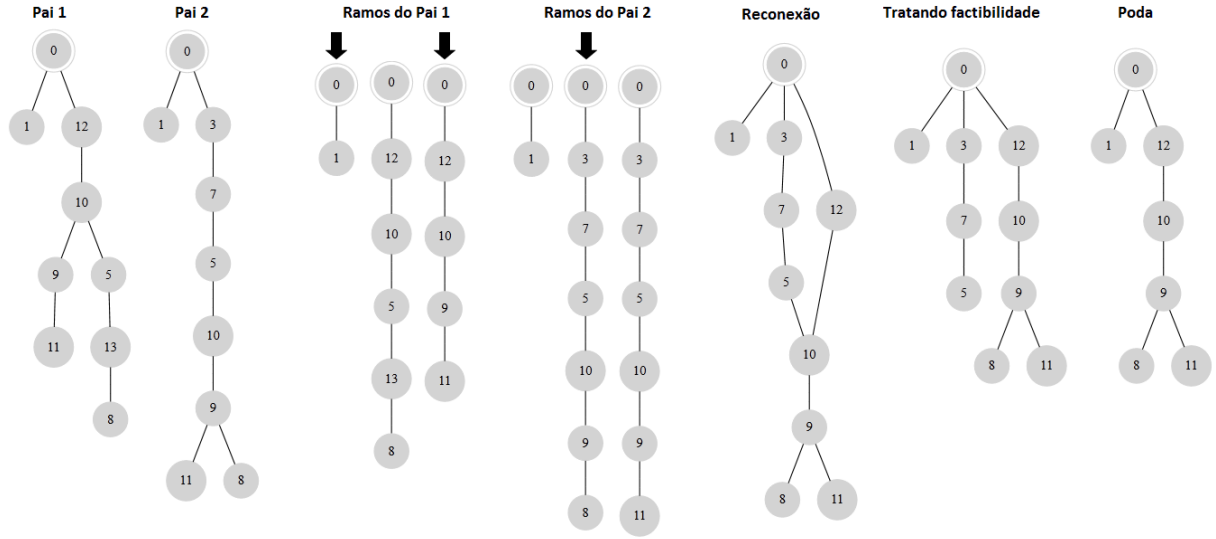 Pai 1 Pai 2 Ramos do Pai 1 Ramos do Pai 2 Reconexão Tratando factibilidade Poda
0 0 0 0 0 0 0 0 0 0 0
1 12 1 3 1 12 12 1 3 3 1 3 1 3 12 1 12
10 7 10 10 7 7 7 12 7 10 10
9 5 5 5 9 5 5 5 5 9 9
11 13 10 13 11 10 10 10 8 11 8 11
8 9 8 9 9 9
11 8 8 11 8 11